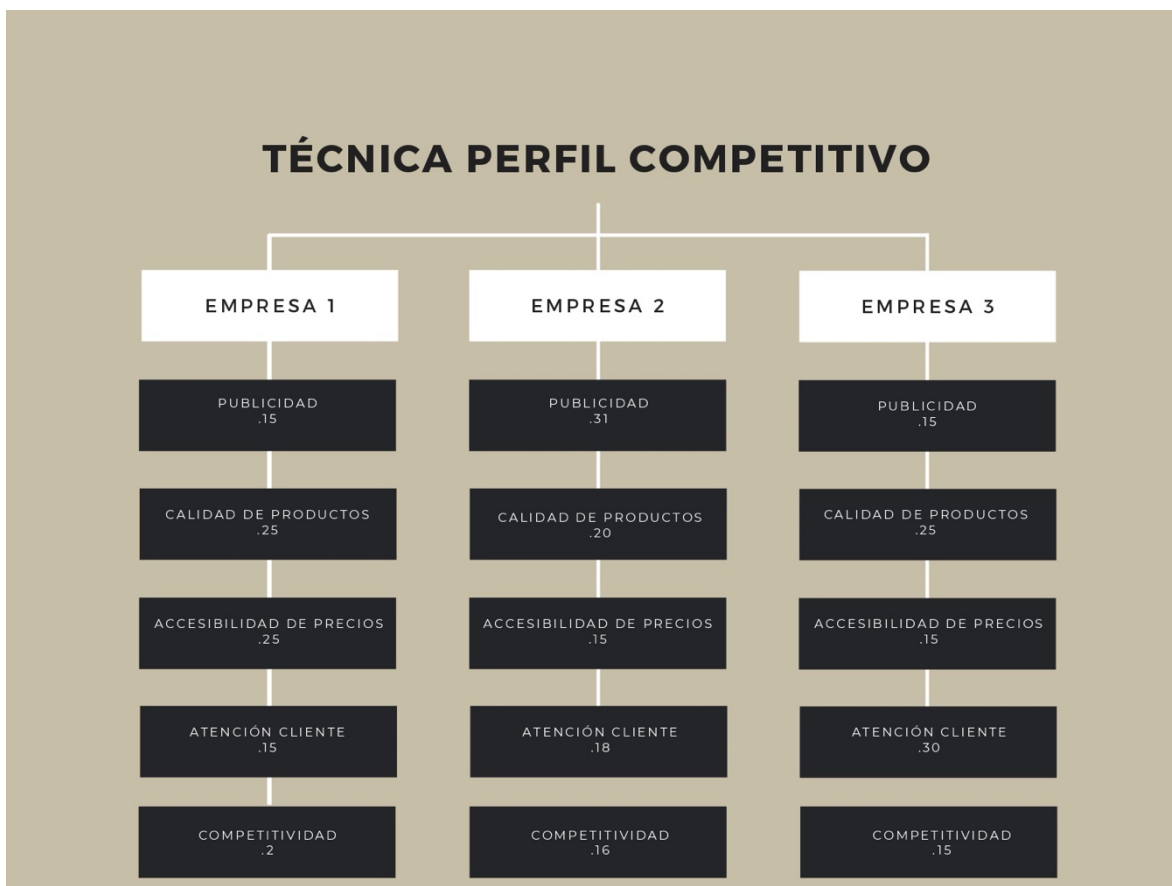 TÉCNICA PERFIL COMPETITIVO
EMPRESA 1
PUBLICIDAD
.15
CALIDAD DE PRODUCTOS
.25
ACCESIBILIDAD DE PRECIOS
.25
ATENCIÓN CLIENTE
.15
COMPETITIVIDAD
.2
EMPRESA 2
PUBLICIDAD
.31
CALIDAD DE PRODUCTOS
.20
ACCESIBILIDAD DE PRECIOS
.15
ATENCIÓN CLIENTE
.18
COMPETITIVIDAD
.16
EMPRESA 3
PUBLICIDAD
.15
CALIDAD DE PRODUCTOS
.25
ACCESIBILIDAD DE PRECIOS
.15
ATENCIÓN CLIENTE
.30
COMPETITIVIDAD
.15